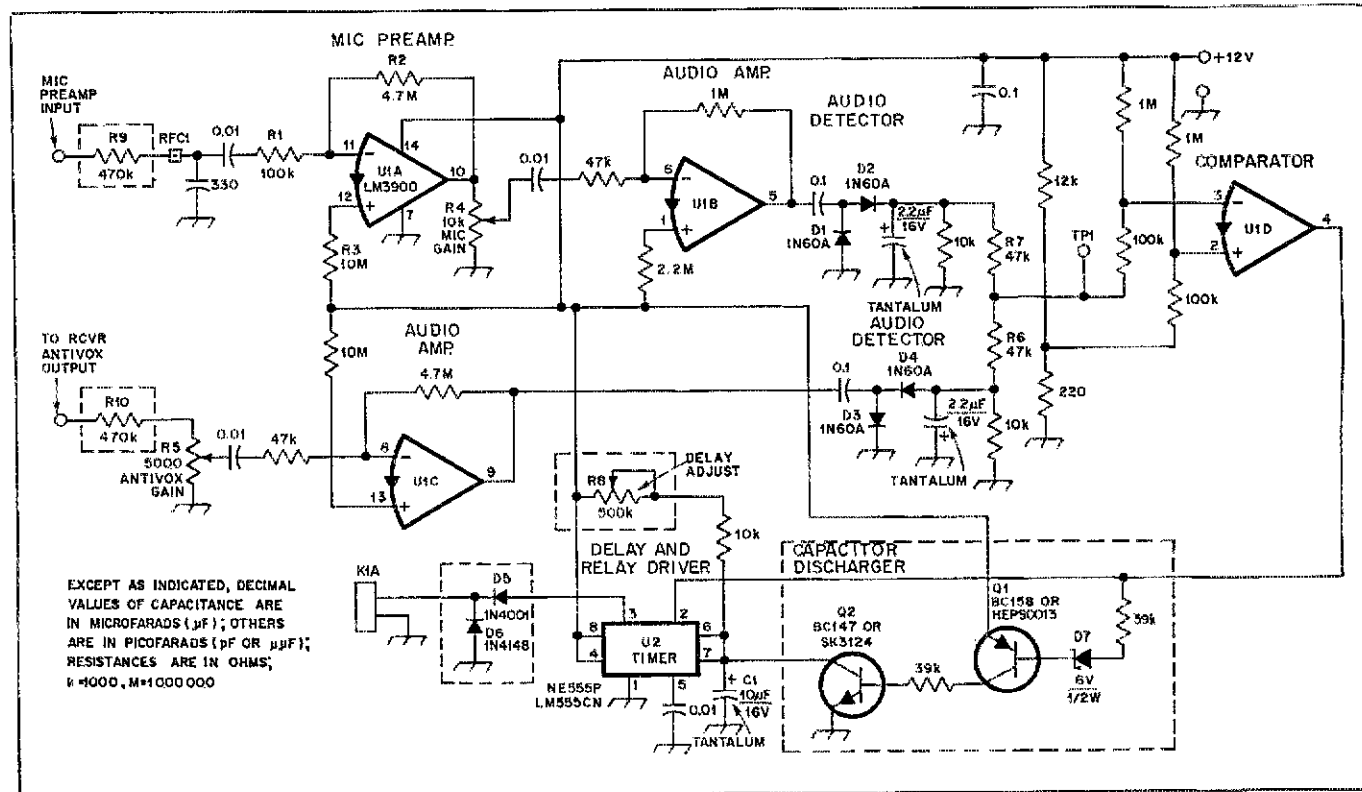 MIC PREAMP
R2
4.7M
MIC
PREAMP
INPUT
R9
470k
RFC1
0.01
R1
100k
330
11
12
14
10
7
U1A
LM3900
R3
10M
R4
10k
MIC
GAIN
AUDIO AMP.
1M
0.01
47k
6
1
5
U1B
2.2M
AUDIO
DETECTOR
0.1
D2
1N60A
D1
1N60A
2.2µF
16V
TANTALUM
10k
R7
47k
TP1
0.1
+12V
12k
1M
1M
100k
100k
220
COMPARATOR
3
2
4
U1D
TO RCVR
ANTIVOX
OUTPUT
R10
470k
R5
5000
ANTIVOX
GAIN
0.01
47k
10M
AUDIO
AMP.
4.7M
8
13
9
U1C
AUDIO
DETECTOR
0.1
D4
1N60A
D3
1N60A
2.2µF
16V
TANTALUM
R6
47k
10k
R8
500k
DELAY
ADJUST
10k
DELAY AND
RELAY DRIVER
K1A
D5
1N4001
D6
1N4148
3
2
8
4
6
7
1
5
U2
TIMER
NE555P
LM555CN
0.01
C1
10µF
16V
TANTALUM
CAPACITOR
DISCHARGER
Q2
BC147 OR
SK3124
39k
Q1
BC158 OR
HEPS0013
D7
6V
1/2W
39k
EXCEPT AS INDICATED, DECIMAL
VALUES OF CAPACITANCE ARE
IN MICROFARADS (µF); OTHERS
ARE IN PICOFARADS (pF OR µµF);
RESISTANCES ARE IN OHMS;
k=1000, M=1000000